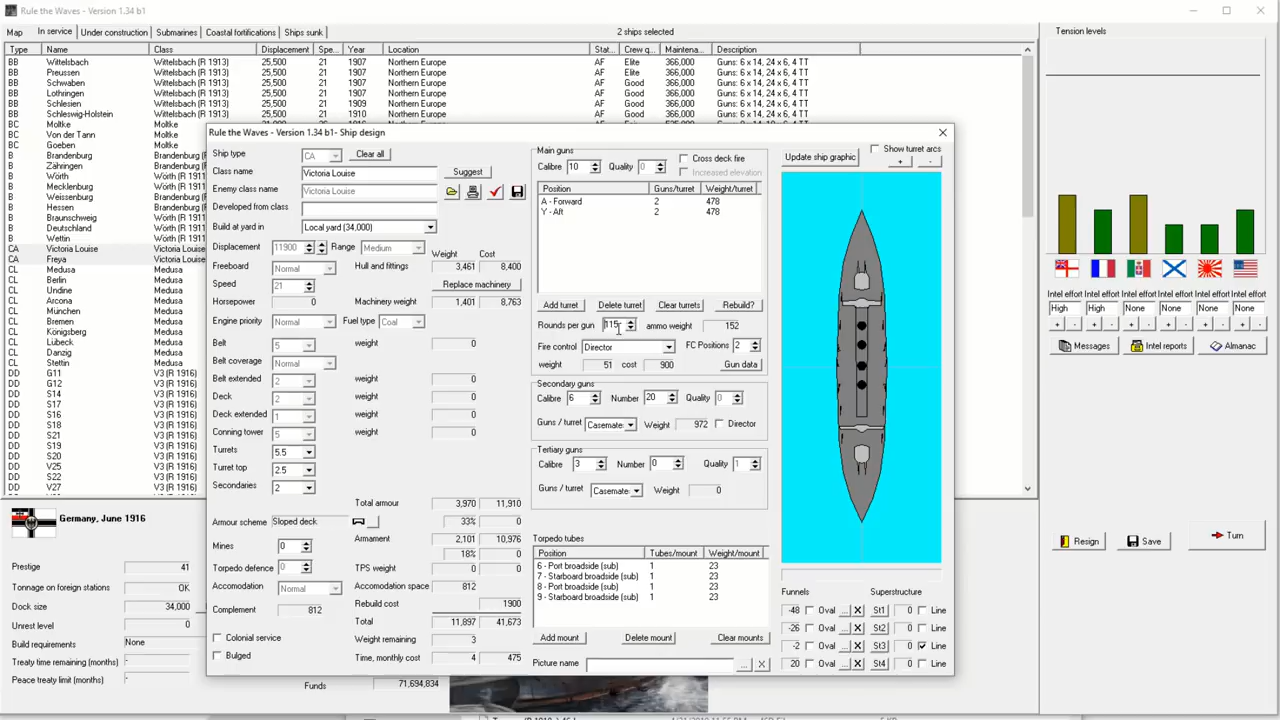 Rule the Waves - Version 1.34 b1
Map In service Under construction Submarines Coastal fortifications Ships sunk 2 ships selected
Type Name Class Displacement Spe... Year Location Stat... Crew q... Maintena... Description
BB Wittelsbach Wittelsbach (R 1913) 25,500 21 1907 Northern Europe AF Elite 366,000 Guns: 6 x 14, 24 x 6, 4 TT
BB Preussen Wittelsbach (R 1913) 25,500 21 1907 Northern Europe AF Elite 366,000 Guns: 6 x 14, 24 x 6, 4 TT
BB Schwaben Wittelsbach (R 1913) 25,500 21 1907 Northern Europe AF Good 366,000 Guns: 6 x 14, 24 x 6, 4 TT
BB Lothringen Wittelsbach (R 1913) 25,500 21 1907 Northern Europe AF Good 366,000 Guns: 6 x 14, 24 x 6, 4 TT
BB Schlesien Wittelsbach (R 1913) 25,500 21 1909 Northern Europe AF Good 366,000 Guns: 6 x 14, 24 x 6, 4 TT
BB Schleswig-Holstein Wittelsbach (R 1913) 25,500 21 1910 Northern Europe AF Good 366,000 Guns: 6 x 14, 24 x 6, 4 TT
BC Moltke
BC Von der Tann
BC Goeben
B Brandenburg
B Zähringen
B Wörth
B Mecklenburg
B Weissenburg
B Hessen
B Braunschweig
B Deutschland
B Wettin
CA Victoria Louise
CA Freya
CL Medusa Medusa
CL Berlin Medusa
CL Undine Medusa
CL Arcona Medusa
CL München Medusa
CL Bremen Medusa
CL Königsberg Medusa
CL Lübeck Medusa
CL Danzig Medusa
CL Stettin Medusa
DD G11 V3 (R 1916)
DD G12 V3 (R 1916)
DD S14 V3 (R 1916)
DD S17 V3 (R 1916)
DD S16 V3 (R 1916)
DD S18 V3 (R 1916)
DD S21 V3 (R 1916)
DD S19 V3 (R 1916)
DD S20 V3 (R 1916)
DD V25 V3 (R 1916)
DD S22 V3 (R 1916)
DD V27 V3 (R 1916)
Rule the Waves - Version 1.34 b1- Ship design
Ship type CA Clear all
Class name Victoria Louise Suggest
Enemy class name Victoria Louise
Developed from class
Build at yard in Local yard (34,000)
Displacement 11900 Range Medium Weight Cost
Freeboard Normal Hull and fittings 3,461 8,400
Speed 21 Replace machinery
Horsepower 0 Machinery weight 1,401 8,763
Engine priority Normal Fuel type Coal
Belt 5 weight 0
Belt coverage Normal
Belt extended 2 weight 0
Deck 2 weight 0
Deck extended 1 weight 0
Conning tower 5 weight 0
Turrets 5.5
Turret top 2.5
Secondaries 2
Total armour 3,970 11,910
Armour scheme Sloped deck 33% 0
Mines 0 Armament 2,101 10,976
18% 0
Torpedo defence 0 TPS weight 0 0
Accomodation Normal Accomodation space 812
Complement 812 Rebuild cost 1900
Total 11,897 41,673
Colonial service Weight remaining 3
Bulged Time, monthly cost 4 475
Main guns
Calibre 10 Quality 0 Cross deck fire
Increased elevation
Position Guns/turret Weight/turret
A - Forward 2 478
Y - Aft 2 478
Add turret Delete turret Clear turrets Rebuild?
Rounds per gun 115 ammo weight 152
Fire control Director FC Positions 2
weight 51 cost 900 Gun data
Secondary guns
Calibre 6 Number 20 Quality 0
Guns / turret Casemate Weight 972 Director
Tertiary guns
Calibre 3 Number 0 Quality 1
Guns / turret Casemate Weight 0
Torpedo tubes
Position Tubes/mount Weight/mount
6 - Port broadside (sub) 1 23
7 - Starboard broadside (sub) 1 23
8 - Port broadside (sub) 1 23
9 - Starboard broadside (sub) 1 23
Add mount Delete mount Clear mounts
Picture name ... X
Update ship graphic Show turret arcs
+ -
Funnels Superstructure
-48 Oval ... X St1 0 Line
-26 Oval ... X St2 0 Line
-2 Oval ... X St3 0 Line
20 Oval ... X St4 0 Line
Tension levels
Intel effort Intel effort Intel effort Intel effort Intel effort Intel effort
High High None None None None
+ - + - + - + - + - + -
Messages Intel reports Almanac
Resign Save Turn
Germany, June 1916
Prestige 41
Tonnage on foreign stations OK
Dock size 34,000
Unrest level 0
Build requirements None
Treaty time remaining (months) -
Peace treaty limit (months) -
Funds 71,694,834